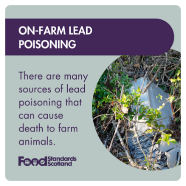 ON-FARM LEAD
POISONING
There are many
sources of lead
poisoning that
can cause
death to farm
animals.
Food Standards
Scotland